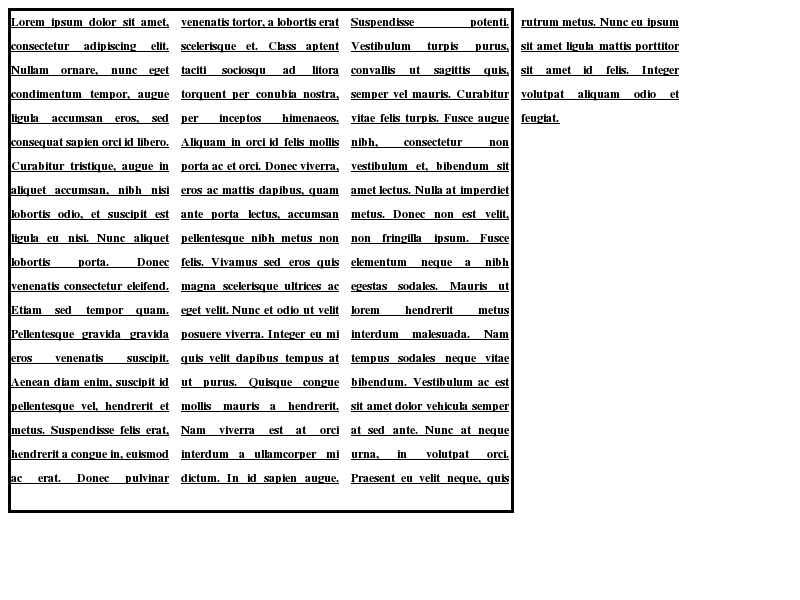 Lorem ipsum dolor sit amet,
consectetur adipiscing elit.
Nullam ornare, nunc eget
condimentum tempor, augue
ligula accumsan eros, sed
consequat sapien orci id libero.
Curabitur tristique, augue in
aliquet accumsan, nibh nisi
lobortis odio, et suscipit est
ligula eu nisi. Nunc aliquet
lobortis porta. Donec
venenatis consectetur eleifend.
Etiam sed tempor quam.
Pellentesque gravida gravida
eros venenatis suscipit.
Aenean diam enim, suscipit id
pellentesque vel, hendrerit et
metus. Suspendisse felis erat,
hendrerit a congue in, euismod
ac erat. Donec pulvinar
venenatis tortor, a lobortis erat
scelerisque et. Class aptent
taciti sociosqu ad litora
torquent per conubia nostra,
per inceptos himenaeos.
Aliquam in orci id felis mollis
porta ac et orci. Donec viverra,
eros ac mattis dapibus, quam
ante porta lectus, accumsan
pellentesque nibh metus non
felis. Vivamus sed eros quis
magna scelerisque ultrices ac
eget velit. Nunc et odio ut velit
posuere viverra. Integer eu mi
quis velit dapibus tempus at
ut purus. Quisque congue
mollis mauris a hendrerit.
Nam viverra est at orci
interdum a ullamcorper mi
dictum. In id sapien augue.
Suspendisse potenti.
Vestibulum turpis purus,
convallis ut sagittis quis,
semper vel mauris. Curabitur
vitae felis turpis. Fusce augue
nibh, consectetur non
vestibulum et, bibendum sit
amet lectus. Nulla at imperdiet
metus. Donec non est velit,
non fringilla ipsum. Fusce
elementum neque a nibh
egestas sodales. Mauris ut
lorem hendrerit metus
interdum malesuada. Nam
tempus sodales neque vitae
bibendum. Vestibulum ac est
sit amet dolor vehicula semper
at sed ante. Nunc at neque
urna, in volutpat orci.
Praesent eu velit neque, quis
rutrum metus. Nunc eu ipsum
sit amet ligula mattis porttitor
sit amet id felis. Integer
volutpat aliquam odio et
feugiat.